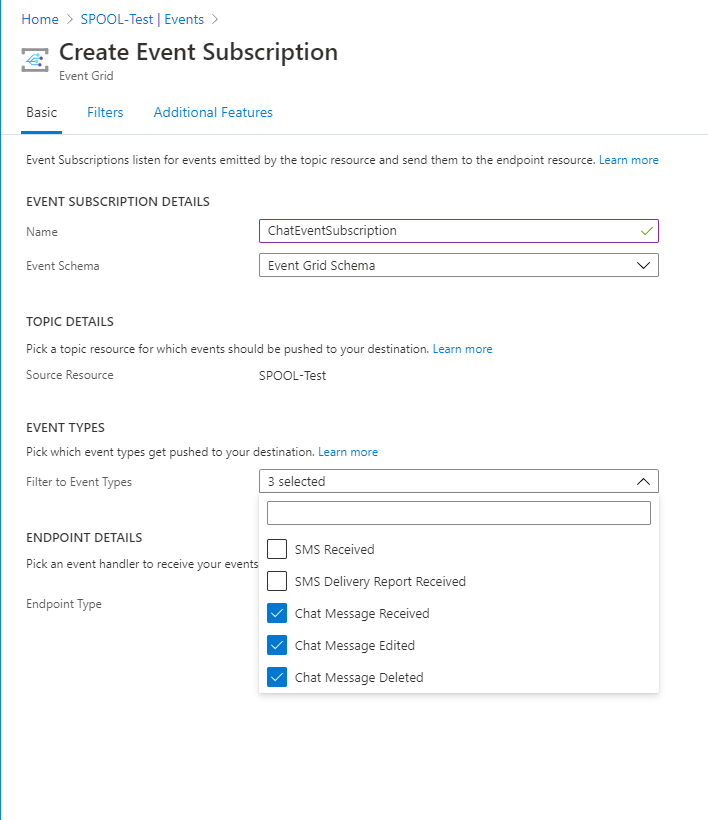 Home > SPOOL-Test | Events >
Create Event Subscription
Event Grid
Basic Filters Additional Features
Event Subscriptions listen for events emitted by the topic resource and send them to the endpoint resource. Learn more
EVENT SUBSCRIPTION DETAILS
Name ChatEventSubscription
Event Schema Event Grid Schema
TOPIC DETAILS
Pick a topic resource for which events should be pushed to your destination. Learn more
Source Resource SPOOL-Test
EVENT TYPES
Pick which event types get pushed to your destination. Learn more
Filter to Event Types 3 selected
ENDPOINT DETAILS
Pick an event handler to receive your events
Endpoint Type
SMS Received
SMS Delivery Report Received
Chat Message Received
Chat Message Edited
Chat Message Deleted